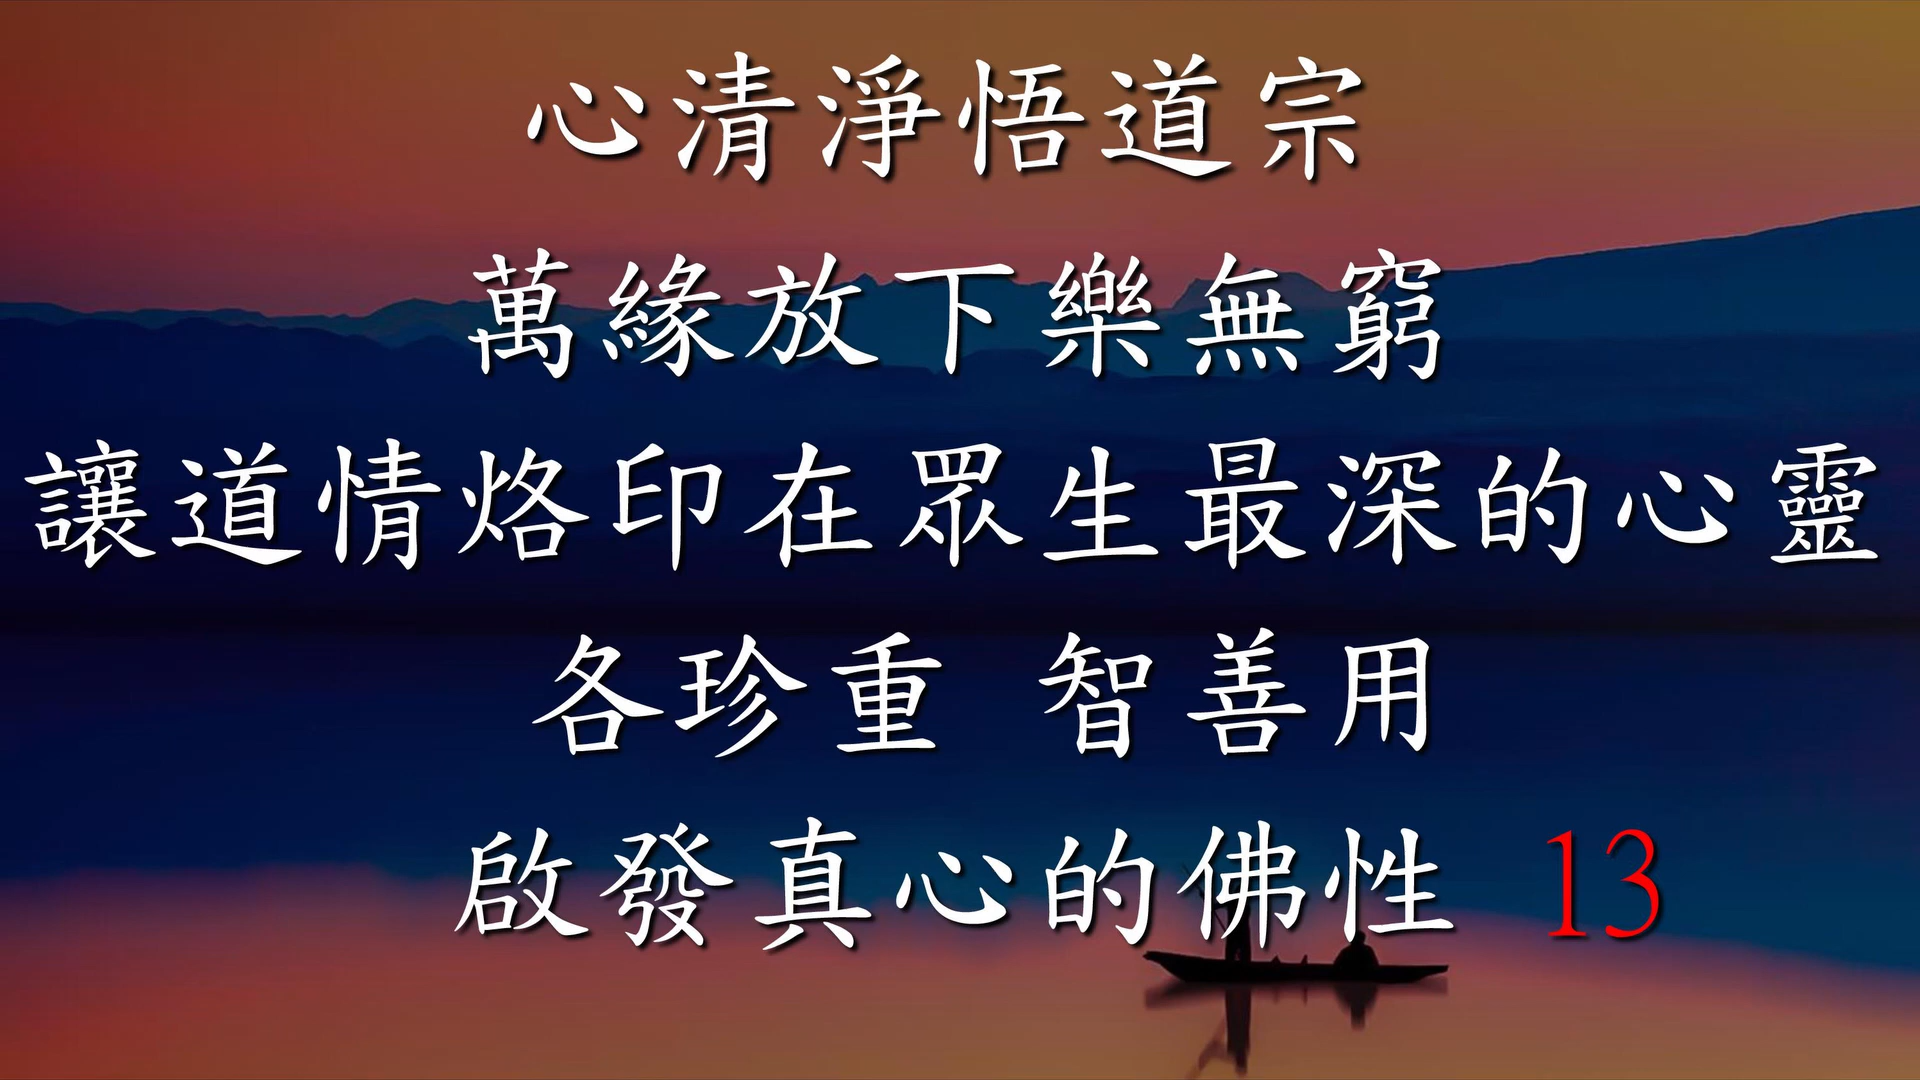 心清淨悟道宗
萬緣放下樂無窮
讓道情烙印在眾生最深的心靈
各珍重 智善用
啟發真心的佛性 13